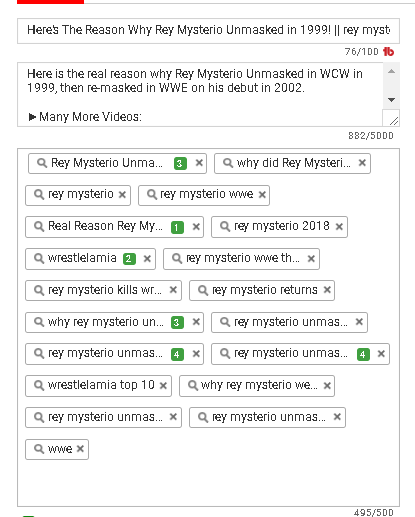 Here's The Reason Why Rey Mysterio Unmasked in 1999! || rey myst
76/100 fb
Here is the real reason why Rey Mysterio Unmasked in WCW in
1999, then re-masked in WWE on his debut in 2002.
►Many More Videos:
882/5000
Rey Mysterio Unma... 3 × why did Rey Mysteri... ×
rey mysterio × rey mysterio wwe ×
Real Reason Rey My... 1 × rey mysterio 2018 ×
wrestlelamia 2 × rey mysterio wwe th... ×
rey mysterio kills wr... × rey mysterio returns ×
why rey mysterio un... 3 × rey mysterio unmas... ×
rey mysterio unmas... 4 × rey mysterio unmas... 4 ×
wrestlelamia top 10 × why rey mysterio we... ×
rey mysterio unmas... × rey mysterio unmas... ×
wwe ×
495/500